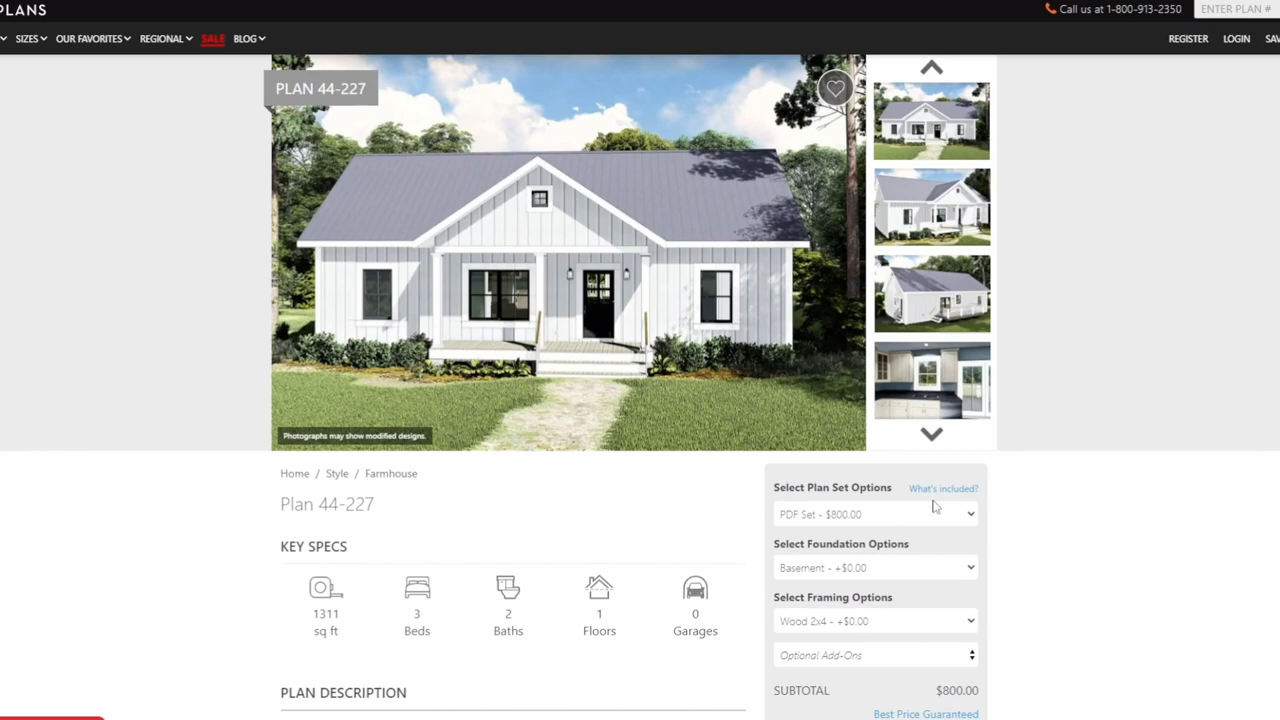 PLANS
Call us at 1-800-913-2350
ENTER PLAN #
SIZES
OUR FAVORITES
REGIONAL
SALE
BLOG
REGISTER
LOGIN
SAV
PLAN 44-227
Photographs may show modified designs.
Home / Style / Farmhouse
Plan 44-227
KEY SPECS
1311 3 2 1 0
sq ft Beds Baths Floors Garages
PLAN DESCRIPTION
Select Plan Set Options What's included?
PDF Set - $800.00
Select Foundation Options
Basement - +$0.00
Select Framing Options
Wood 2x4 - +$0.00
Optional Add-Ons
SUBTOTAL $800.00
Best Price Guaranteed